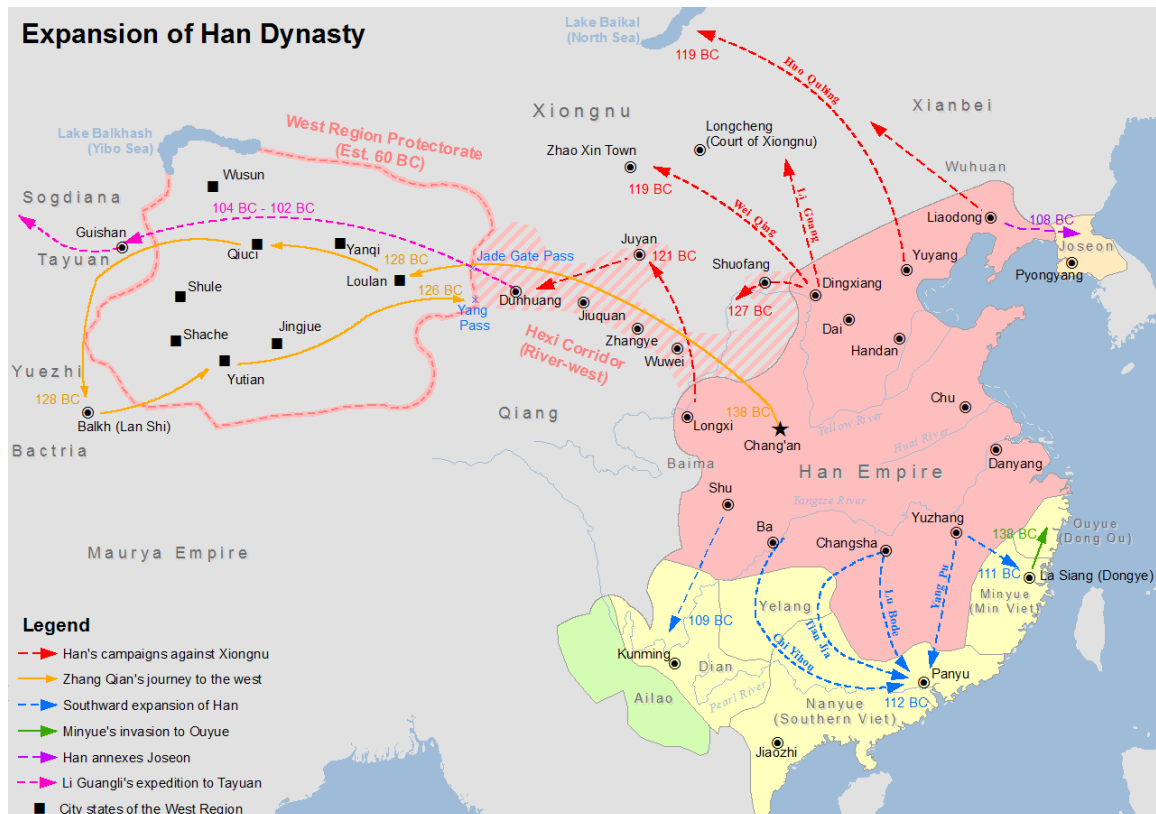 Expansion of Han Dynasty
Lake Baikal
(North Sea)
119 BC
Huo Qubing
Xianbei
Xiongnu
Longcheng
(Court of Xiongnu)
Zhao Xin Town
119 BC
Wuhuan
Lake Balkhash
(Yibo Sea)
West Region Protectorate
(Est. 60 BC)
Wusun
Sogdiana
104 BC - 102 BC
Guishan
Tayuan
Qiuci
Yanqi
128 BC
Loulan
Jade Gate Pass
126 BC
Yang
Pass
Dunhuang
Juyan
121 BC
Wei Qing
Li Guang
Shuofang
127 BC
Dingxiang
Liaodong
108 BC
Joseon
Pyongyang
Yuyang
Jiuquan
Zhangye
Wuwei
Hexi Corridor
(River-west)
Dai
Handan
Shule
Shache
Jingjue
Yutian
Yuezhi
128 BC
Balkh (Lan Shi)
Bactria
Qiang
Longxi
138 BC
Chang'an
Yellow River
Huai River
Chu
Danyang
Baima
Han Empire
Shu
Yangtze River
Ba
Changsha
Yuzhang
138 BC
Ouyue
(Dong Ou)
111 BC
La Siang (Dongye)
Minyue
(Min Viet)
Maurya Empire
Yelang
Lu Bode
Yang Pu
Tian Jia
Chi Yihou
109 BC
Kunming
Dian
Ailao
Pearl River
Panyu
112 BC
Nanyue
(Southern Viet)
Jiaozhi
Legend
Han's campaigns against Xiongnu
Zhang Qian's journey to the west
Southward expansion of Han
Minyue's invasion to Ouyue
Han annexes Joseon
Li Guangli's expedition to Tayuan
City states of the West Region